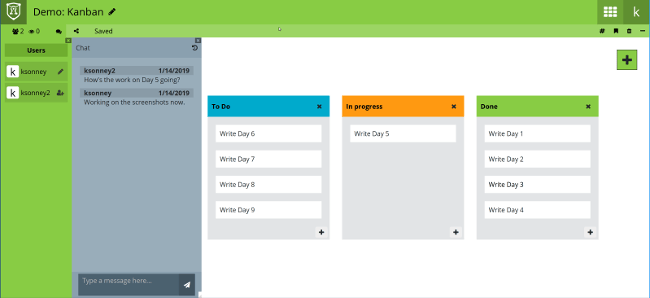 Demo: Kanban
k
2 0 Saved #
Users
k ksonney
k ksonney2
Chat
ksonney2 1/14/2019
How's the work on Day 5 going?
ksonney 1/14/2019
Working on the screenshots now.
Type a message here...
To Do
Write Day 6
Write Day 7
Write Day 8
Write Day 9
In progress
Write Day 5
Done
Write Day 1
Write Day 2
Write Day 3
Write Day 4